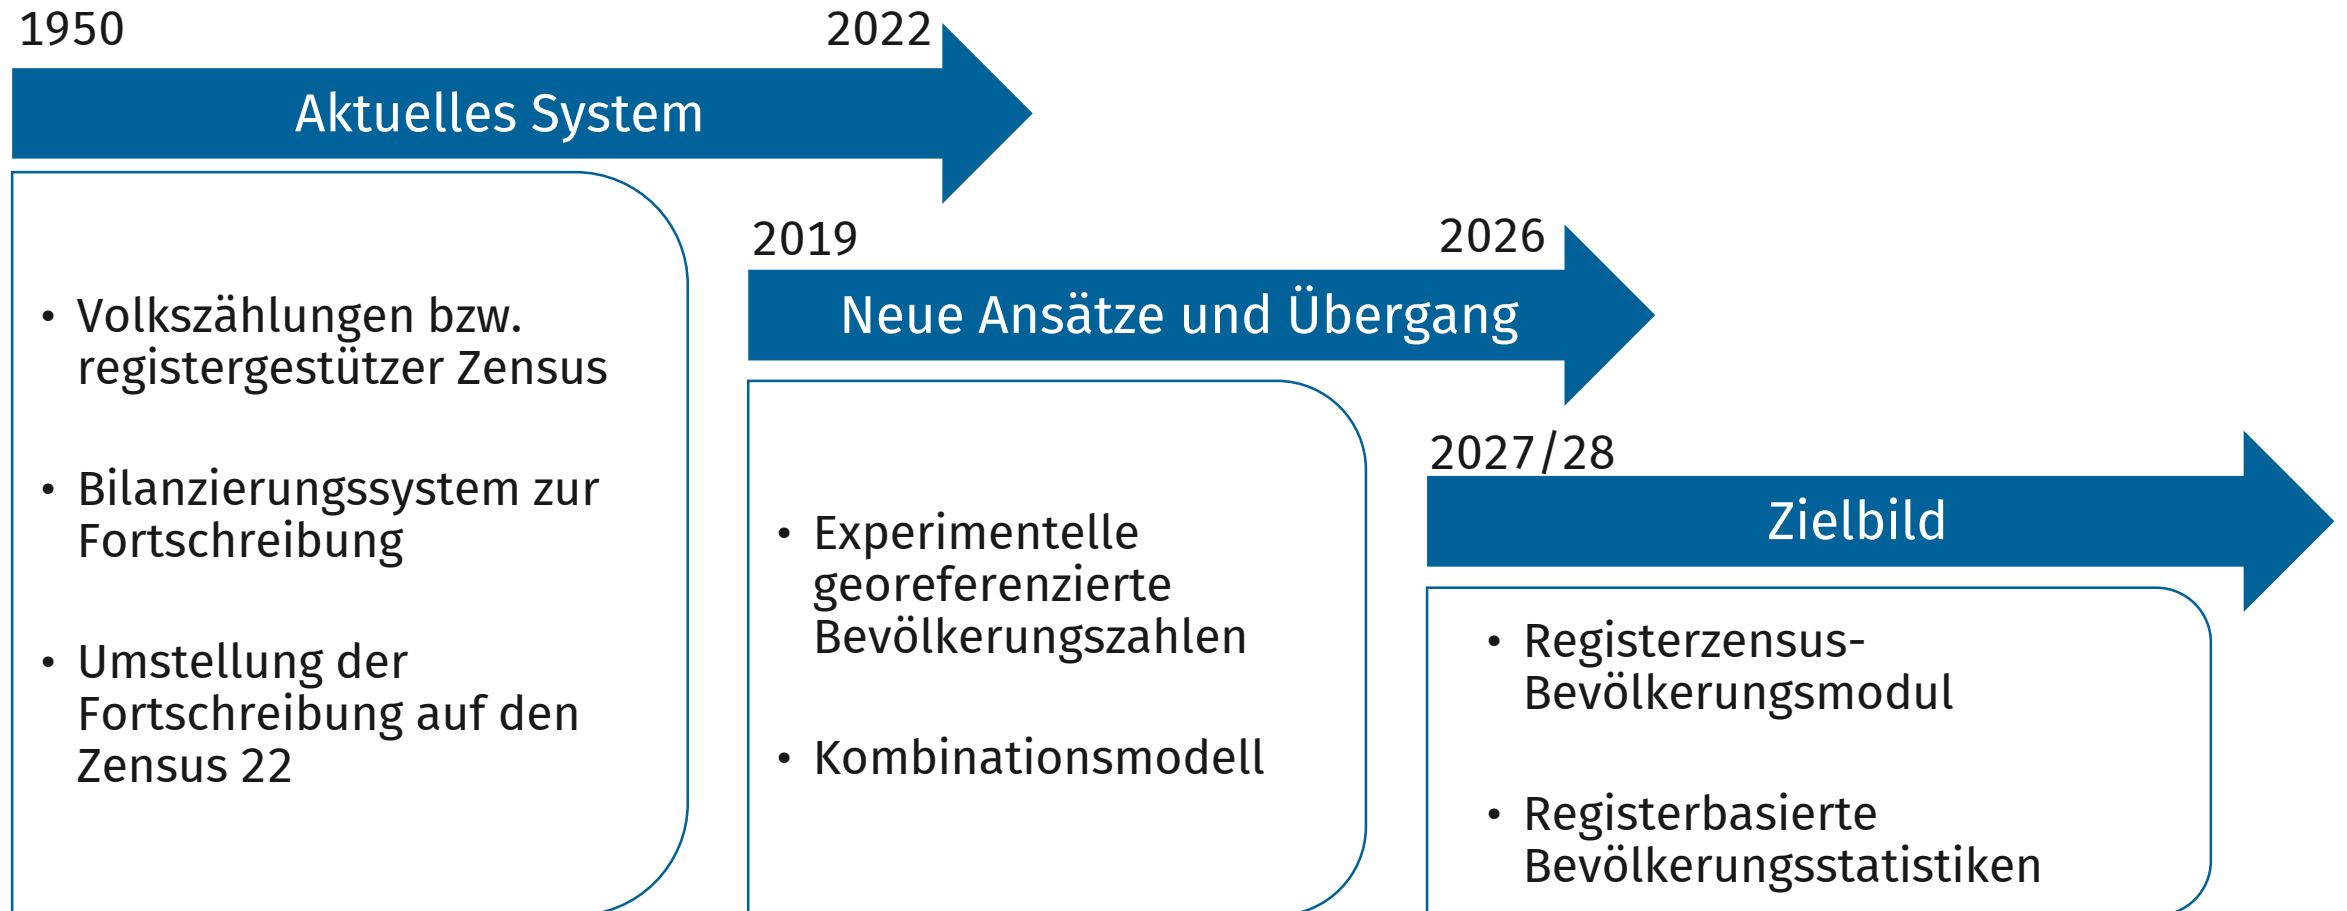 1950
2022
Aktuelles System
• Volkszählungen bzw.
registergestützer Zensus
• Bilanzierungssystem zur
Fortschreibung
• Umstellung der
Fortschreibung auf den
Zensus 22
2019
2026
Neue Ansätze und Übergang
• Experimentelle
georeferenzierte
Bevölkerungszahlen
• Kombinationsmodell
2027/28
Zielbild
• Registerzensus-
Bevölkerungsmodul
• Registerbasierte
Bevölkerungsstatistiken